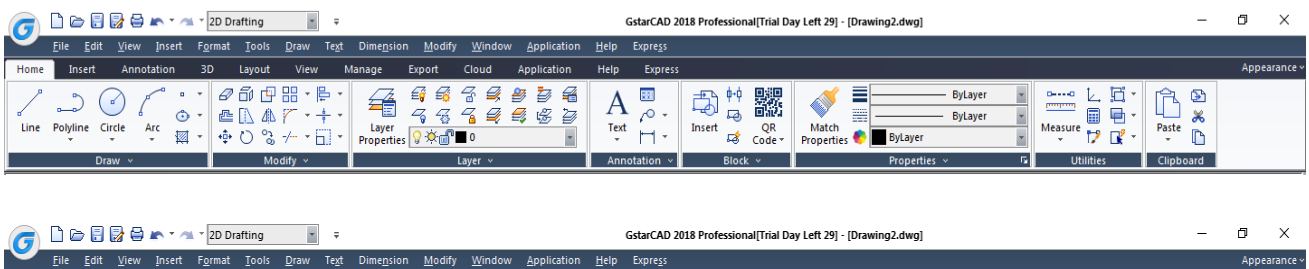 2D Drafting GstarCAD 2018 Professional[Trial Day Left 29] - [Drawing2.dwg]
File Edit View Insert Format Tools Draw Text Dimension Modify Window Application Help Express
Home Insert Annotation 3D Layout View Manage Export Cloud Application Help Express Appearance
ByLayer
ByLayer
Line Polyline Circle Arc Layer Properties 0 Text Insert QR Code Match Properties ByLayer Measure Paste
Draw Modify Layer Annotation Block Properties Utilities Clipboard
2D Drafting GstarCAD 2018 Professional[Trial Day Left 29] - [Drawing2.dwg]
File Edit View Insert Format Tools Draw Text Dimension Modify Window Application Help Express Appearance